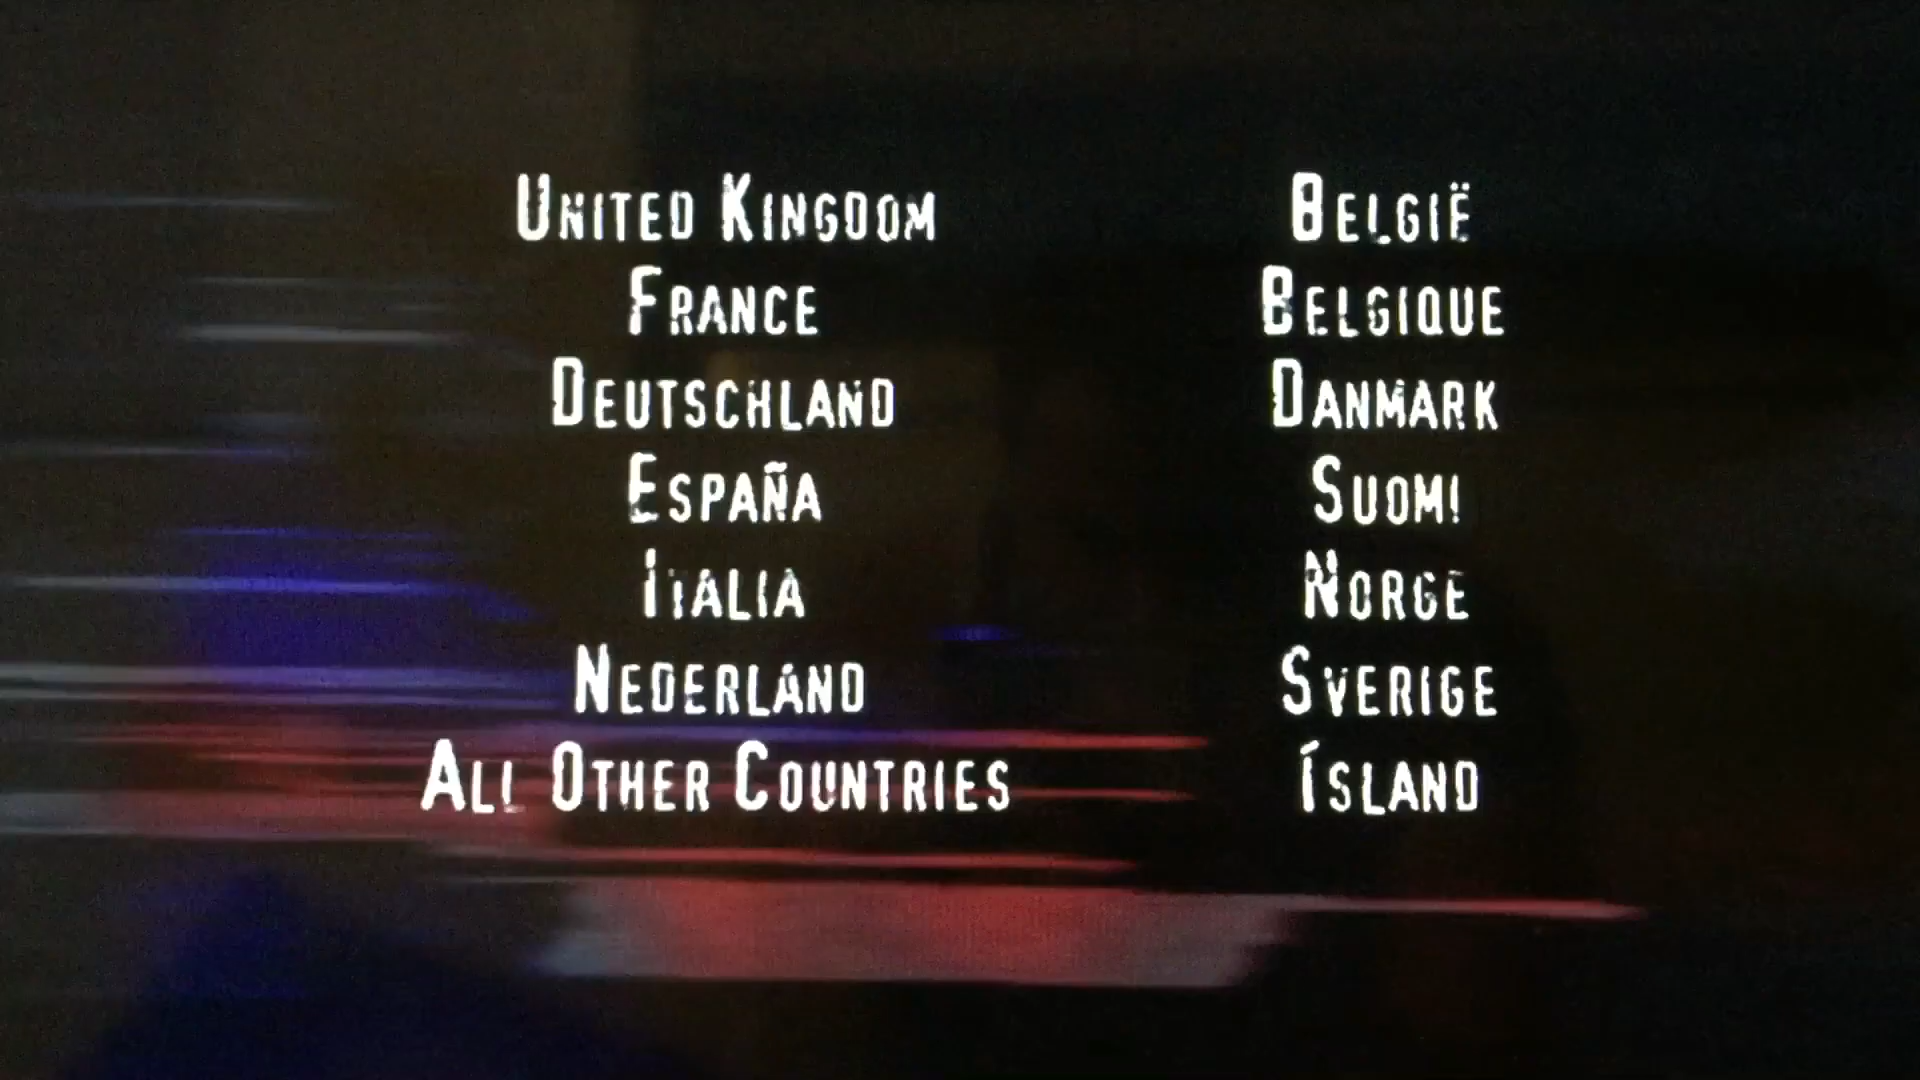 United Kingdom
France
Deutschland
España
Italia
Nederland
All Other Countries
België
Belgique
Danmark
Suomi
Norge
Sverige
Ísland